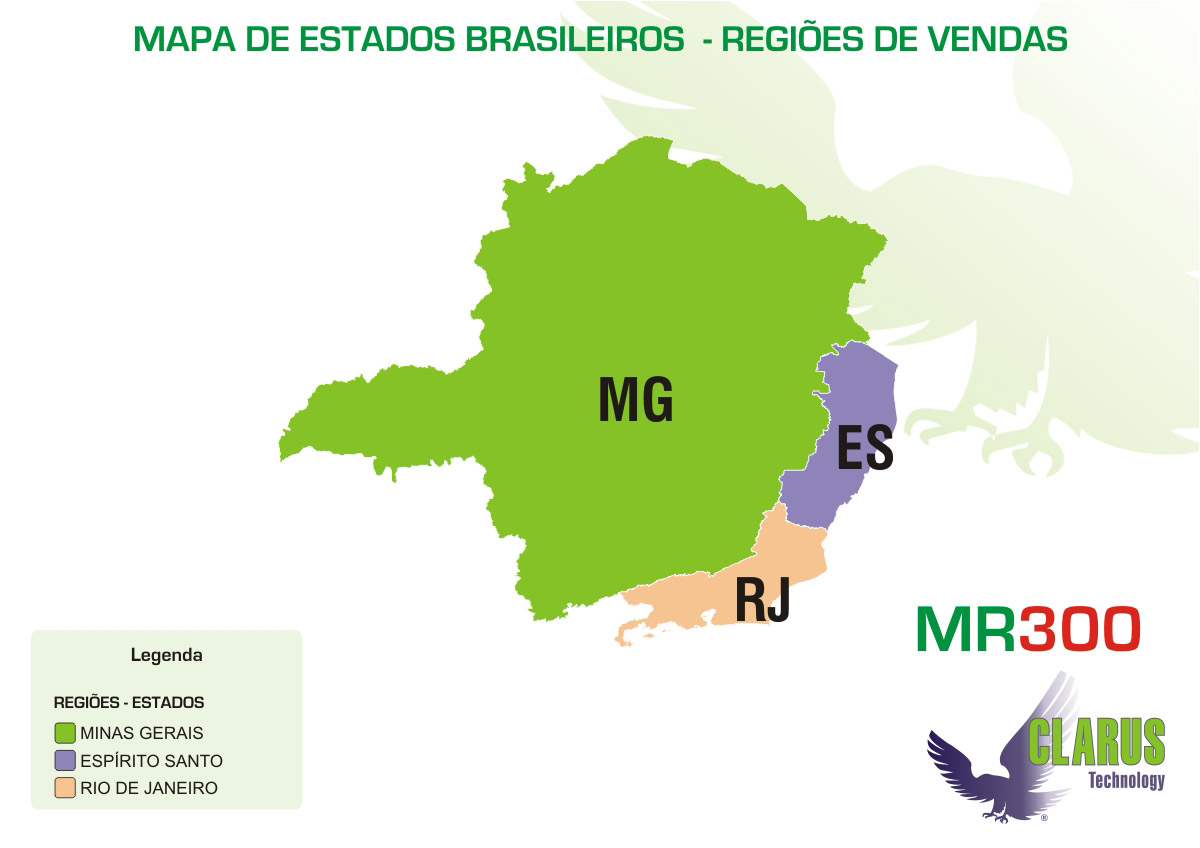 MAPA DE ESTADOS BRASILEIROS - REGIÕES DE VENDAS
MG
ES
RJ
MR300
Legenda
REGIÕES - ESTADOS
MINAS GERAIS
ESPÍRITO SANTO
RIO DE JANEIRO
CLARUS
Technology
®